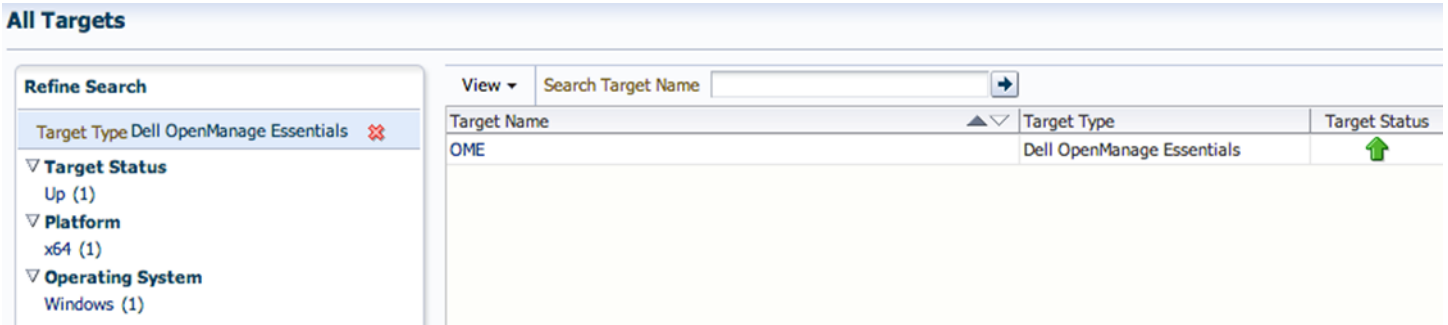 All Targets
Refine Search
Target Type Dell OpenManage Essentials
Target Status
Up (1)
Platform
x64 (1)
Operating System
Windows (1)
View Search Target Name
Target Name Target Type Target Status
OME Dell OpenManage Essentials